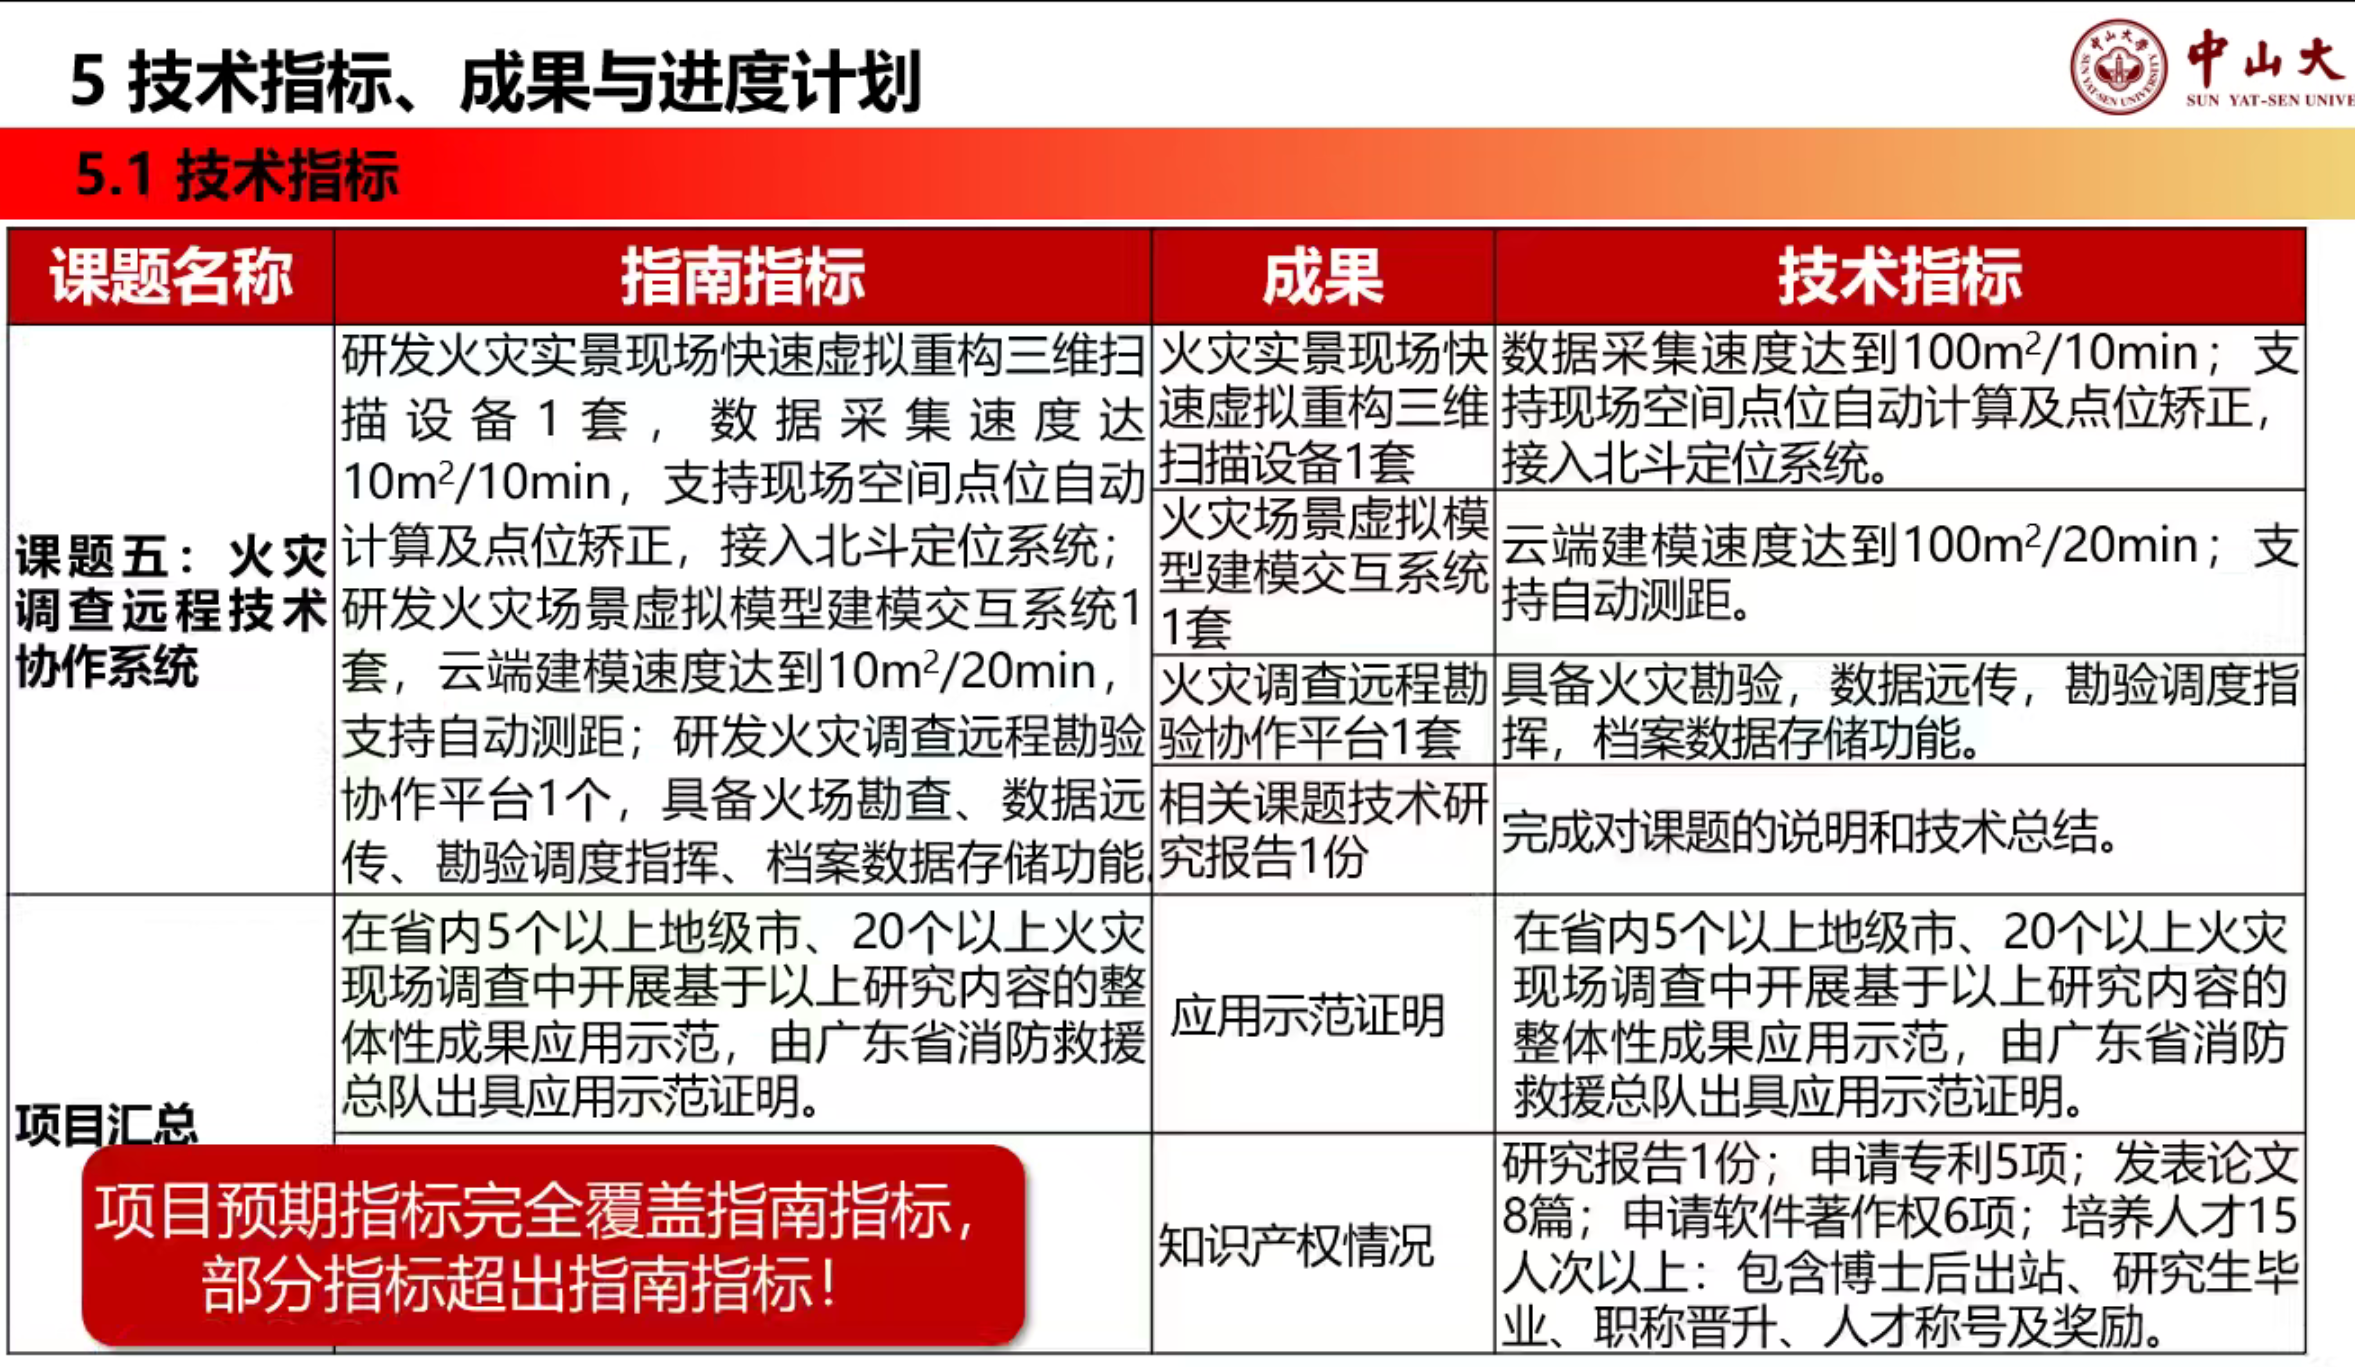 5 技术指标、成果与进度计划
中山大
SUN YAT-SEN UNIVE
5.1 技术指标
课题名称
指南指标
成果
技术指标
课题五：火灾
调查远程技术
协作系统
研发火灾实景现场快速虚拟重构三维扫
描设备1套，数据采集速度达
10m²/10min，支持现场空间点位自动
计算及点位矫正，接入北斗定位系统；
研发火灾场景虚拟模型建模交互系统1
套，云端建模速度达到10m²/20min，
支持自动测距；研发火灾调查远程勘验
协作平台1个，具备火场勘查、数据远
传、勘验调度指挥、档案数据存储功能.
火灾实景现场快
速虚拟重构三维
扫描设备1套
数据采集速度达到100m²/10min；支
持现场空间点位自动计算及点位矫正，
接入北斗定位系统。
火灾场景虚拟模
型建模交互系统
1套
云端建模速度达到100m²/20min；支
持自动测距。
火灾调查远程勘
验协作平台1套
具备火灾勘验，数据远传，勘验调度指
挥，档案数据存储功能。
相关课题技术研
究报告1份
完成对课题的说明和技术总结。
项目汇总
在省内5个以上地级市、20个以上火灾
现场调查中开展基于以上研究内容的整
体性成果应用示范，由广东省消防救援
总队出具应用示范证明。
应用示范证明
在省内5个以上地级市、20个以上火灾
现场调查中开展基于以上研究内容的
整体性成果应用示范，由广东省消防
救援总队出具应用示范证明。
知识产权情况
研究报告1份；申请专利5项；发表论文
8篇；申请软件著作权6项；培养人才15
人次以上：包含博士后出站、研究生毕
业、职称晋升、人才称号及奖励。
项目预期指标完全覆盖指南指标，
部分指标超出指南指标！